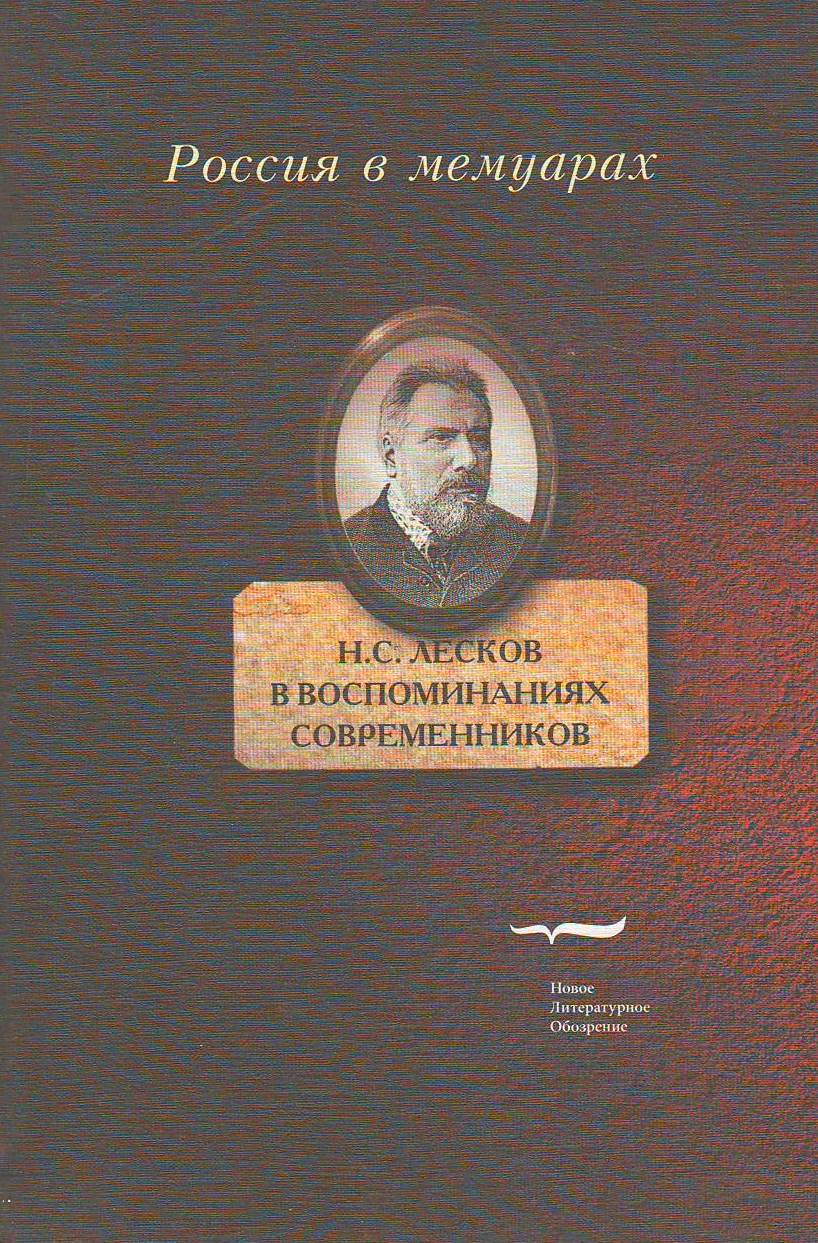 Россия в мемуарах
Н.С. ЛЕСКОВ
В ВОСПОМИНАНИЯХ
СОВРЕМЕННИКОВ
Новое
Литературное
Обозрение